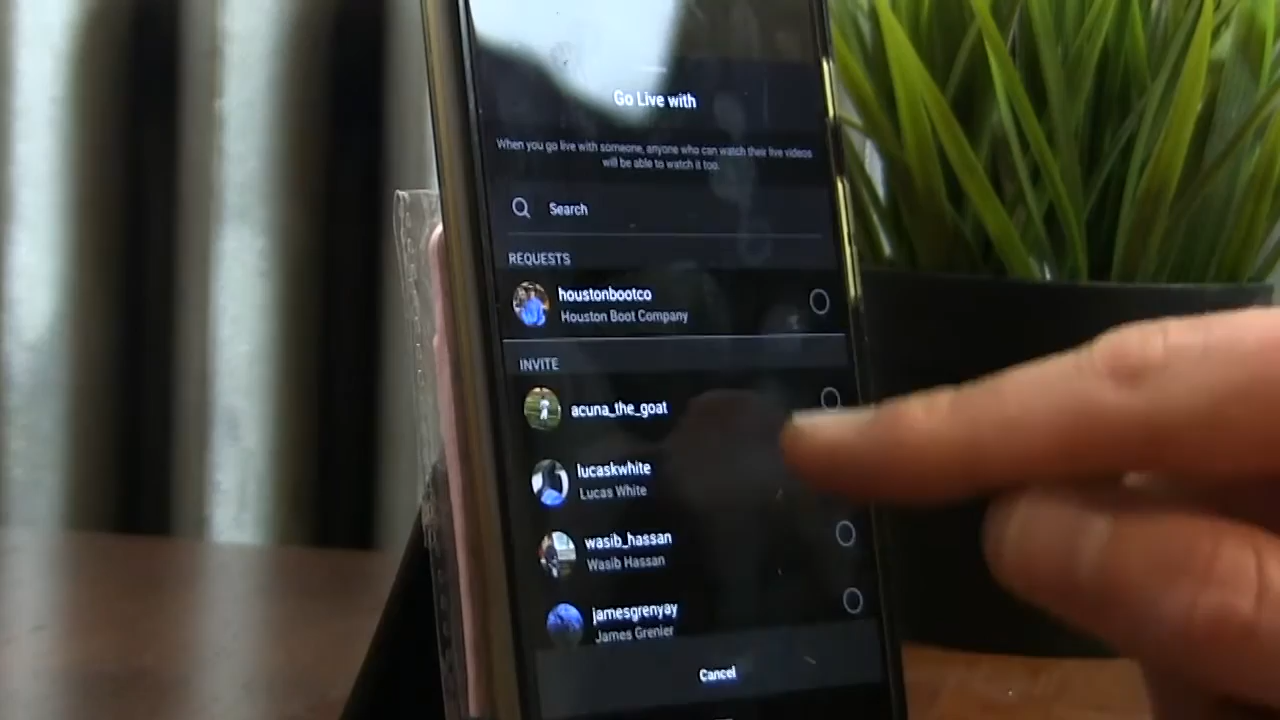 Go Live with
When you go live with someone, anyone who can watch their live videos
will be able to watch it too.
Search
REQUESTS
houstonbootco
Houston Boot Company
INVITE
acuna_the_goat
lucaskwhite
Lucas White
wasib_hassan
Wasib Hassan
jamesgrenyay
James Grenier
Cancel